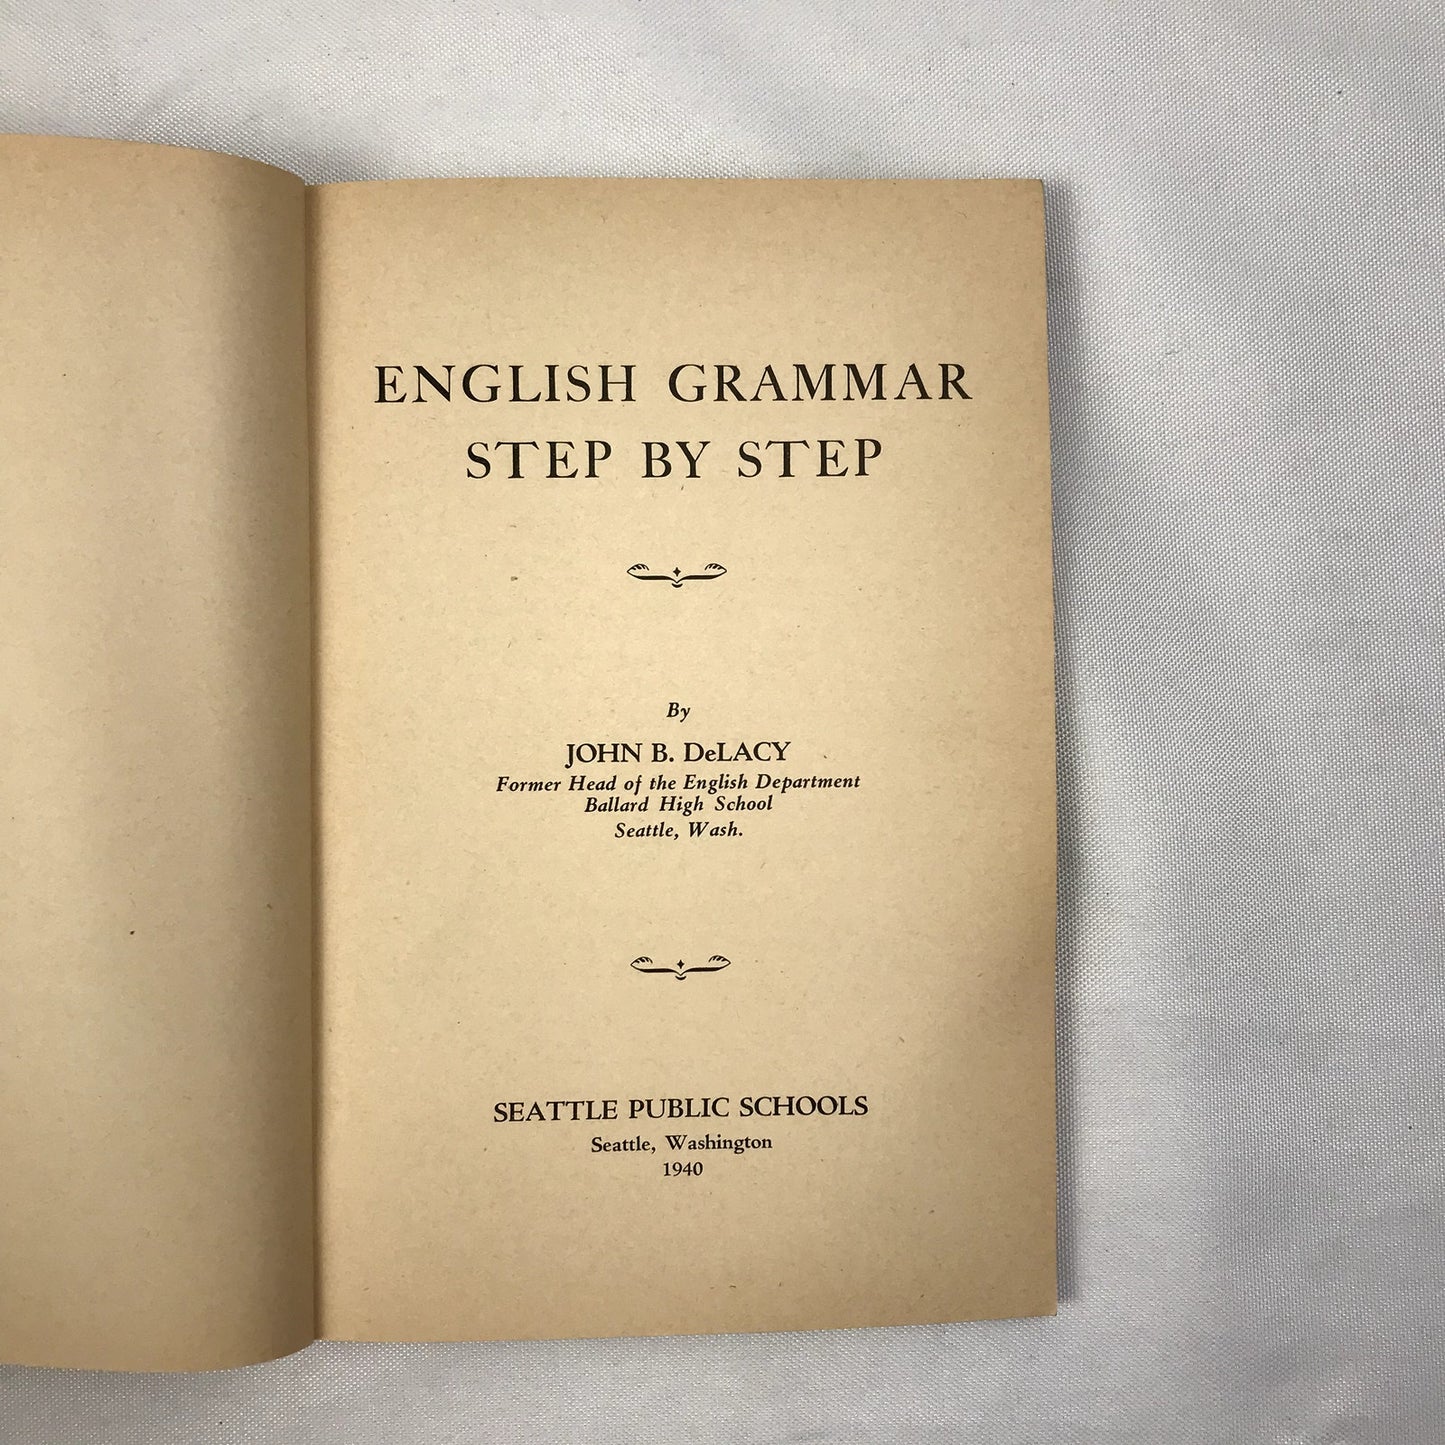 ENGLISH GRAMMAR
STEP BY STEP
By
JOHN B. DeLACY
Former Head of the English Department
Ballard High School
Seattle, Wash.
SEATTLE PUBLIC SCHOOLS
Seattle, Washington
1940